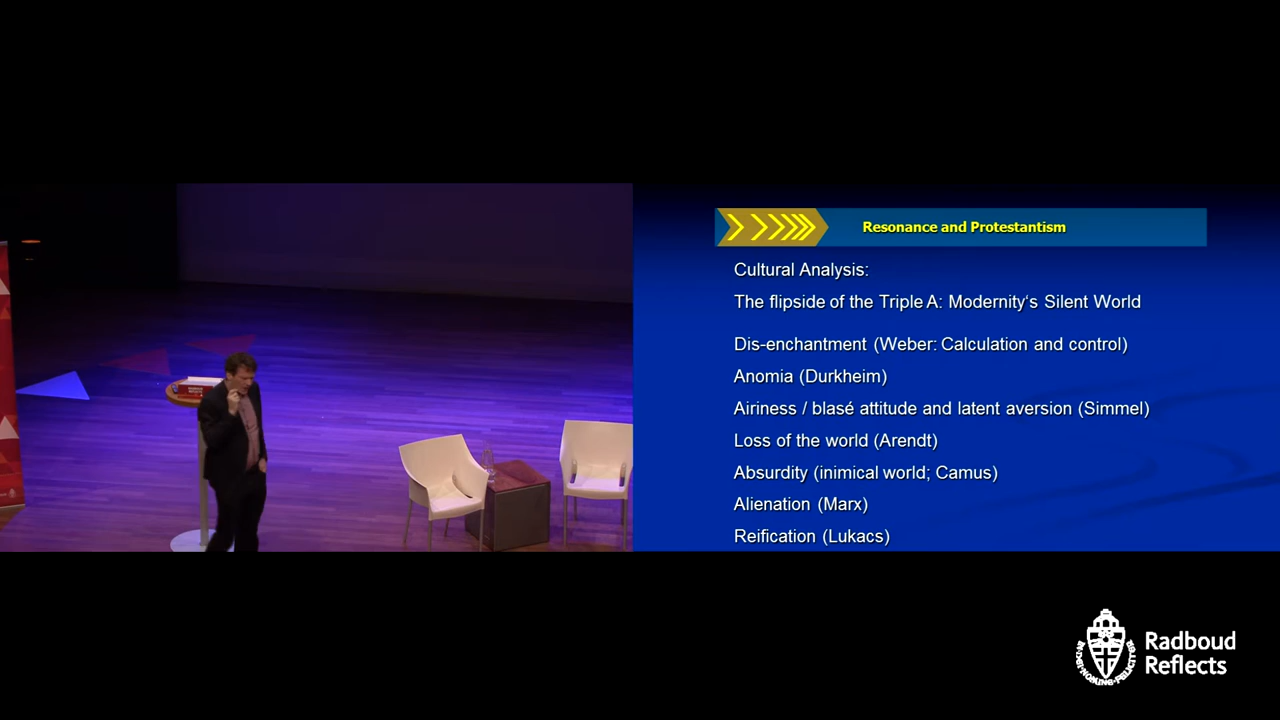 Resonance and Protestantism
Cultural Analysis:
The flipside of the Triple A: Modernity‘s Silent World
Dis-enchantment (Weber: Calculation and control)
Anomia (Durkheim)
Airiness / blasé attitude and latent aversion (Simmel)
Loss of the world (Arendt)
Absurdity (inimical world; Camus)
Alienation (Marx)
Reification (Lukacs)
Radboud
Reflects